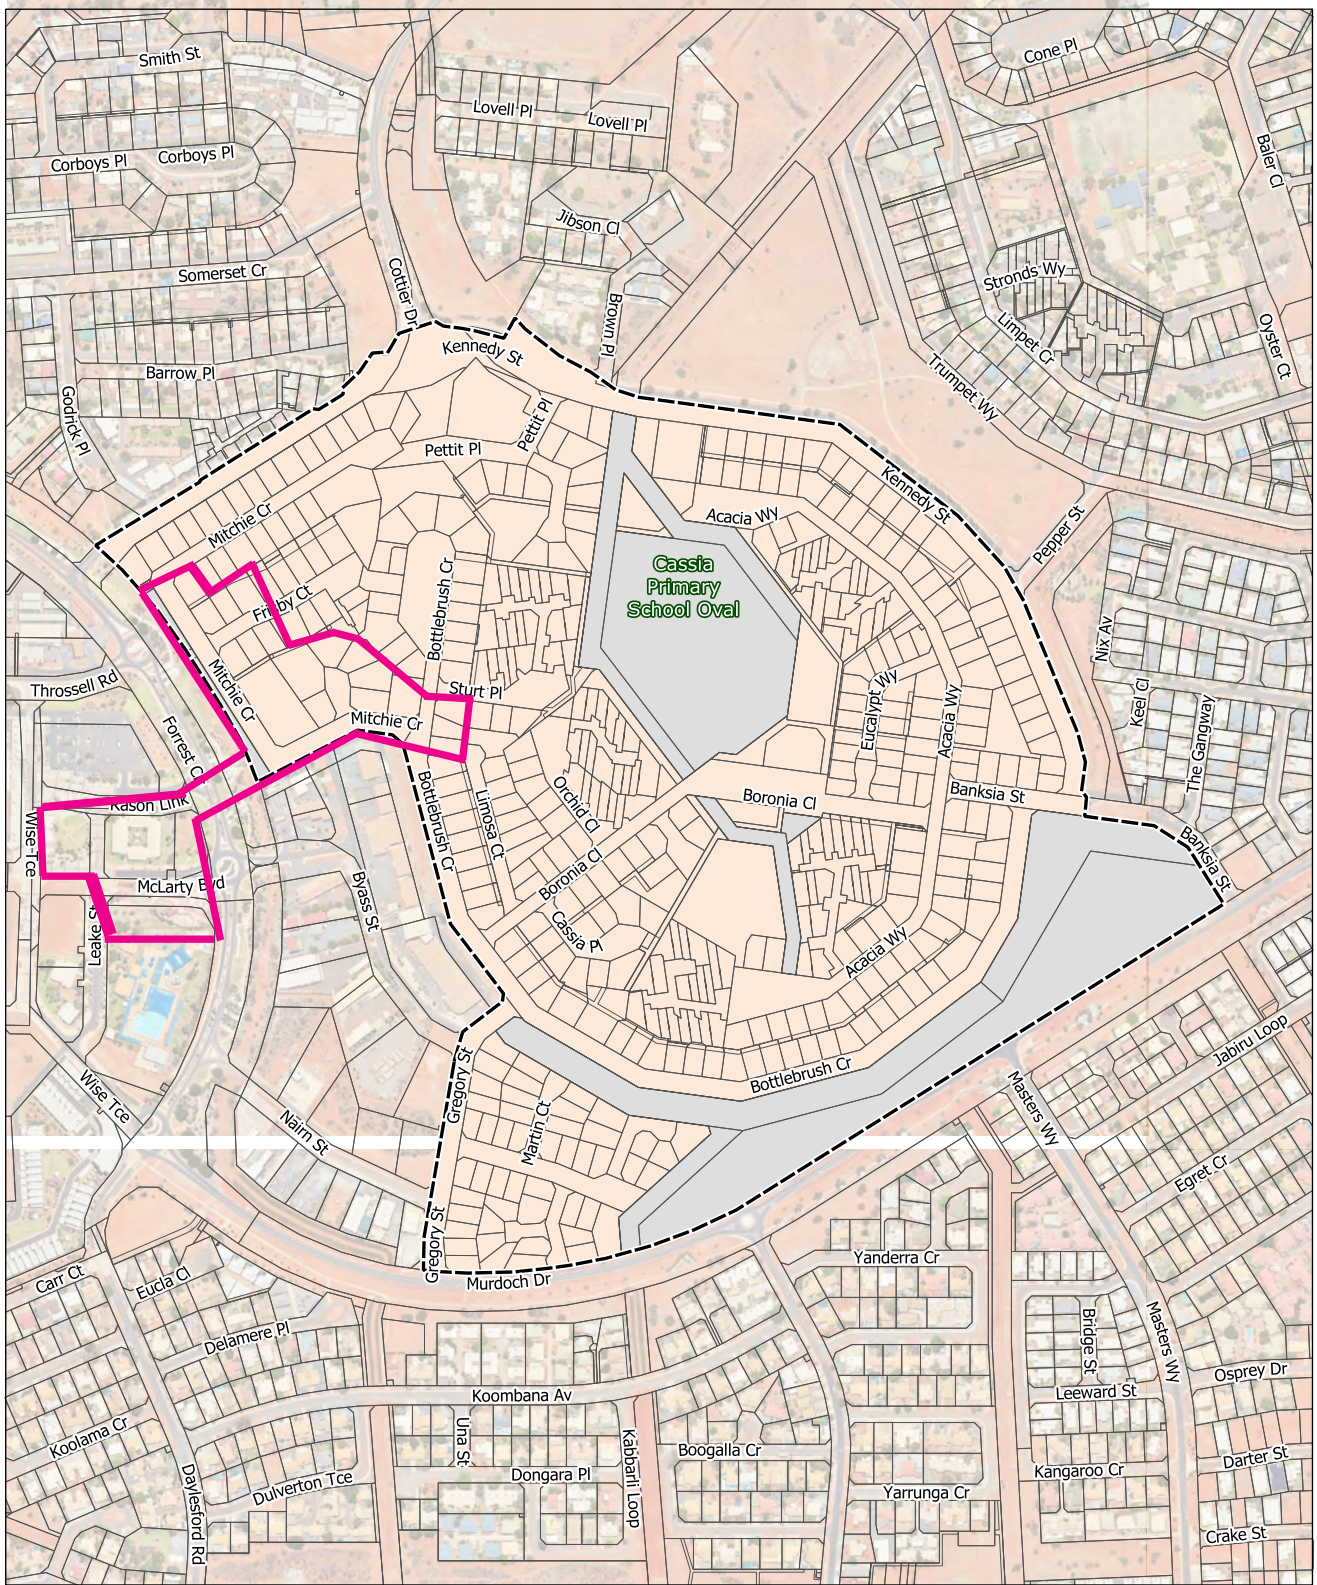 Smith St
Cone Pl
Lovell Pl
Lovell Pl
Corboys Pl
Corboys Pl
Baler Cl
Jibson Cl
Somerset Cr
Cottier Dr
Stronds Wy
Brown Pl
Limpet Cr
Oyster Ct
Kennedy St
Barrow Pl
Trumpet Wy
Godrick Pl
Pettit Pl
Pettit Pl
Kennedy St
Mitchie Cr
Acacia Wy
Pepper St
Cassia
Primary
School Oval
Frisby Ct
Bottlebrush Cr
Nix Av
Throssell Rd
Mitchie Cr
Sturt Pl
Eucalypt Wy
Acacia Wy
Keel Cl
The Gangway
Forrest C
Mitchie Cr
Kason Link
Orchid Cl
Boronia Cl
Banksia St
Wise Tce
Bottlebrush Cr
Limosa Ct
Banksia St
McLarty Blvd
Boronia Cl
Byass St
Leake St
Cassia Pl
Acacia Wy
Jabiru Loop
Wise Tce
Gregory St
Bottlebrush Cr
Masters Wy
Nairn St
Martin Ct
Egret Cr
Gregory St
Carr Ct
Eucla Cl
Murdoch Dr
Yanderra Cr
Delamere Pl
Bridge St
Masters Wy
Koombana Av
Leeward St
Osprey Dr
Koolama Cr
Una St
Kabbarli Loop
Boogalla Cr
Darter St
Dongara Pl
Kangaroo Cr
Dulverton Tce
Yarrunga Cr
Daylesford Rd
Crake St